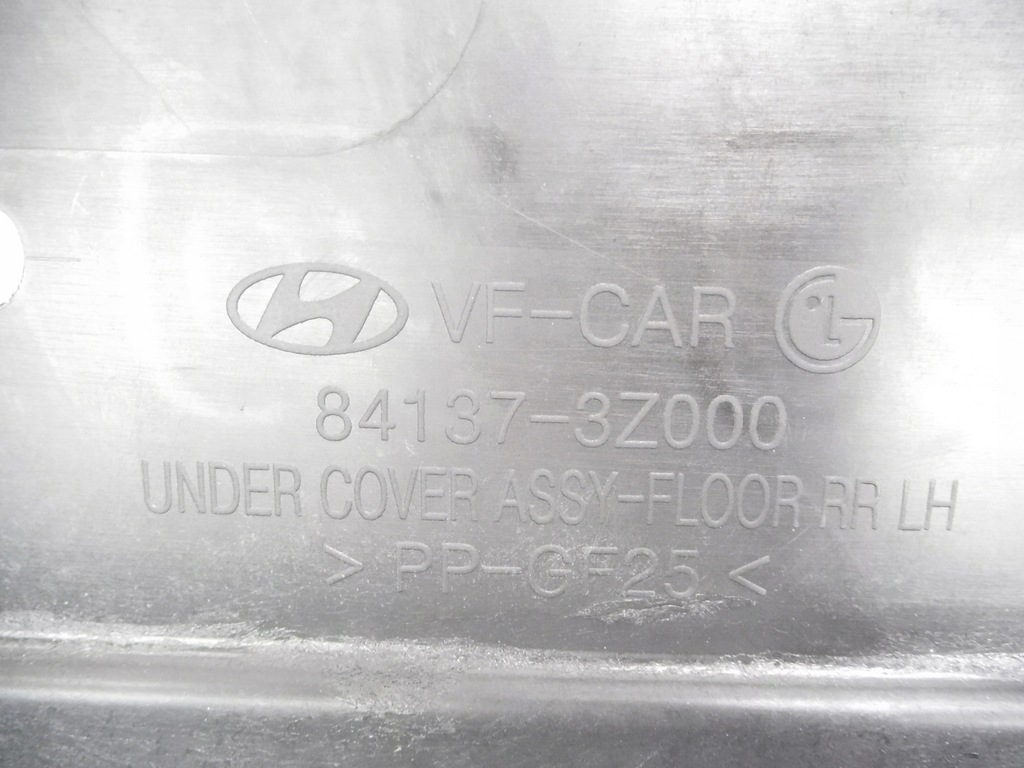 VF-CAR LG
84137-3Z000
UNDER COVER ASSY-FLOOR RR LH
> PP-GF25 <